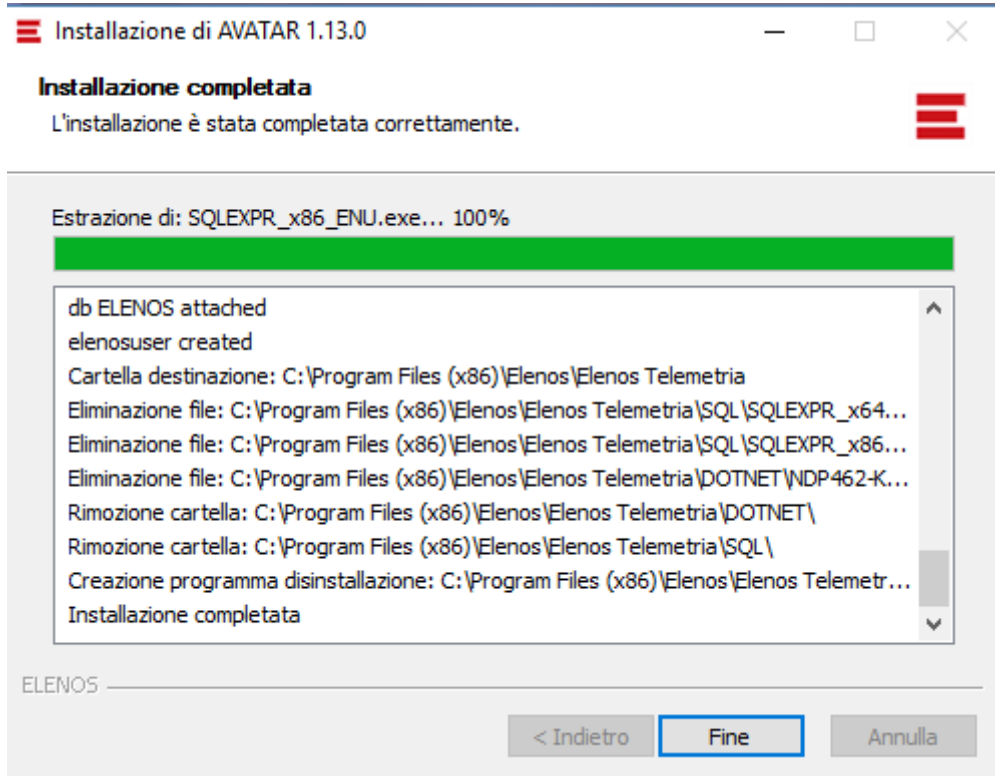 Installazione di AVATAR 1.13.0
Installazione completata
L'installazione è stata completata correttamente.
Estrazione di: SQLEXPR_x86_ENU.exe... 100%
db ELENOS attached
elenosuser created
Cartella destinazione: C:\Program Files (x86)\Elenos\Elenos Telemetria
Eliminazione file: C:\Program Files (x86)\Elenos\Elenos Telemetria\SQL\SQLEXPR_x64...
Eliminazione file: C:\Program Files (x86)\Elenos\Elenos Telemetria\SQL\SQLEXPR_x86...
Eliminazione file: C:\Program Files (x86)\Elenos\Elenos Telemetria\DOTNET\NDP462-K...
Rimozione cartella: C:\Program Files (x86)\Elenos\Elenos Telemetria\DOTNET\
Rimozione cartella: C:\Program Files (x86)\Elenos\Elenos Telemetria\SQL\
Creazione programma disinstallazione: C:\Program Files (x86)\Elenos\Elenos Telemetr...
Installazione completata
ELENOS
< Indietro
Fine
Annulla